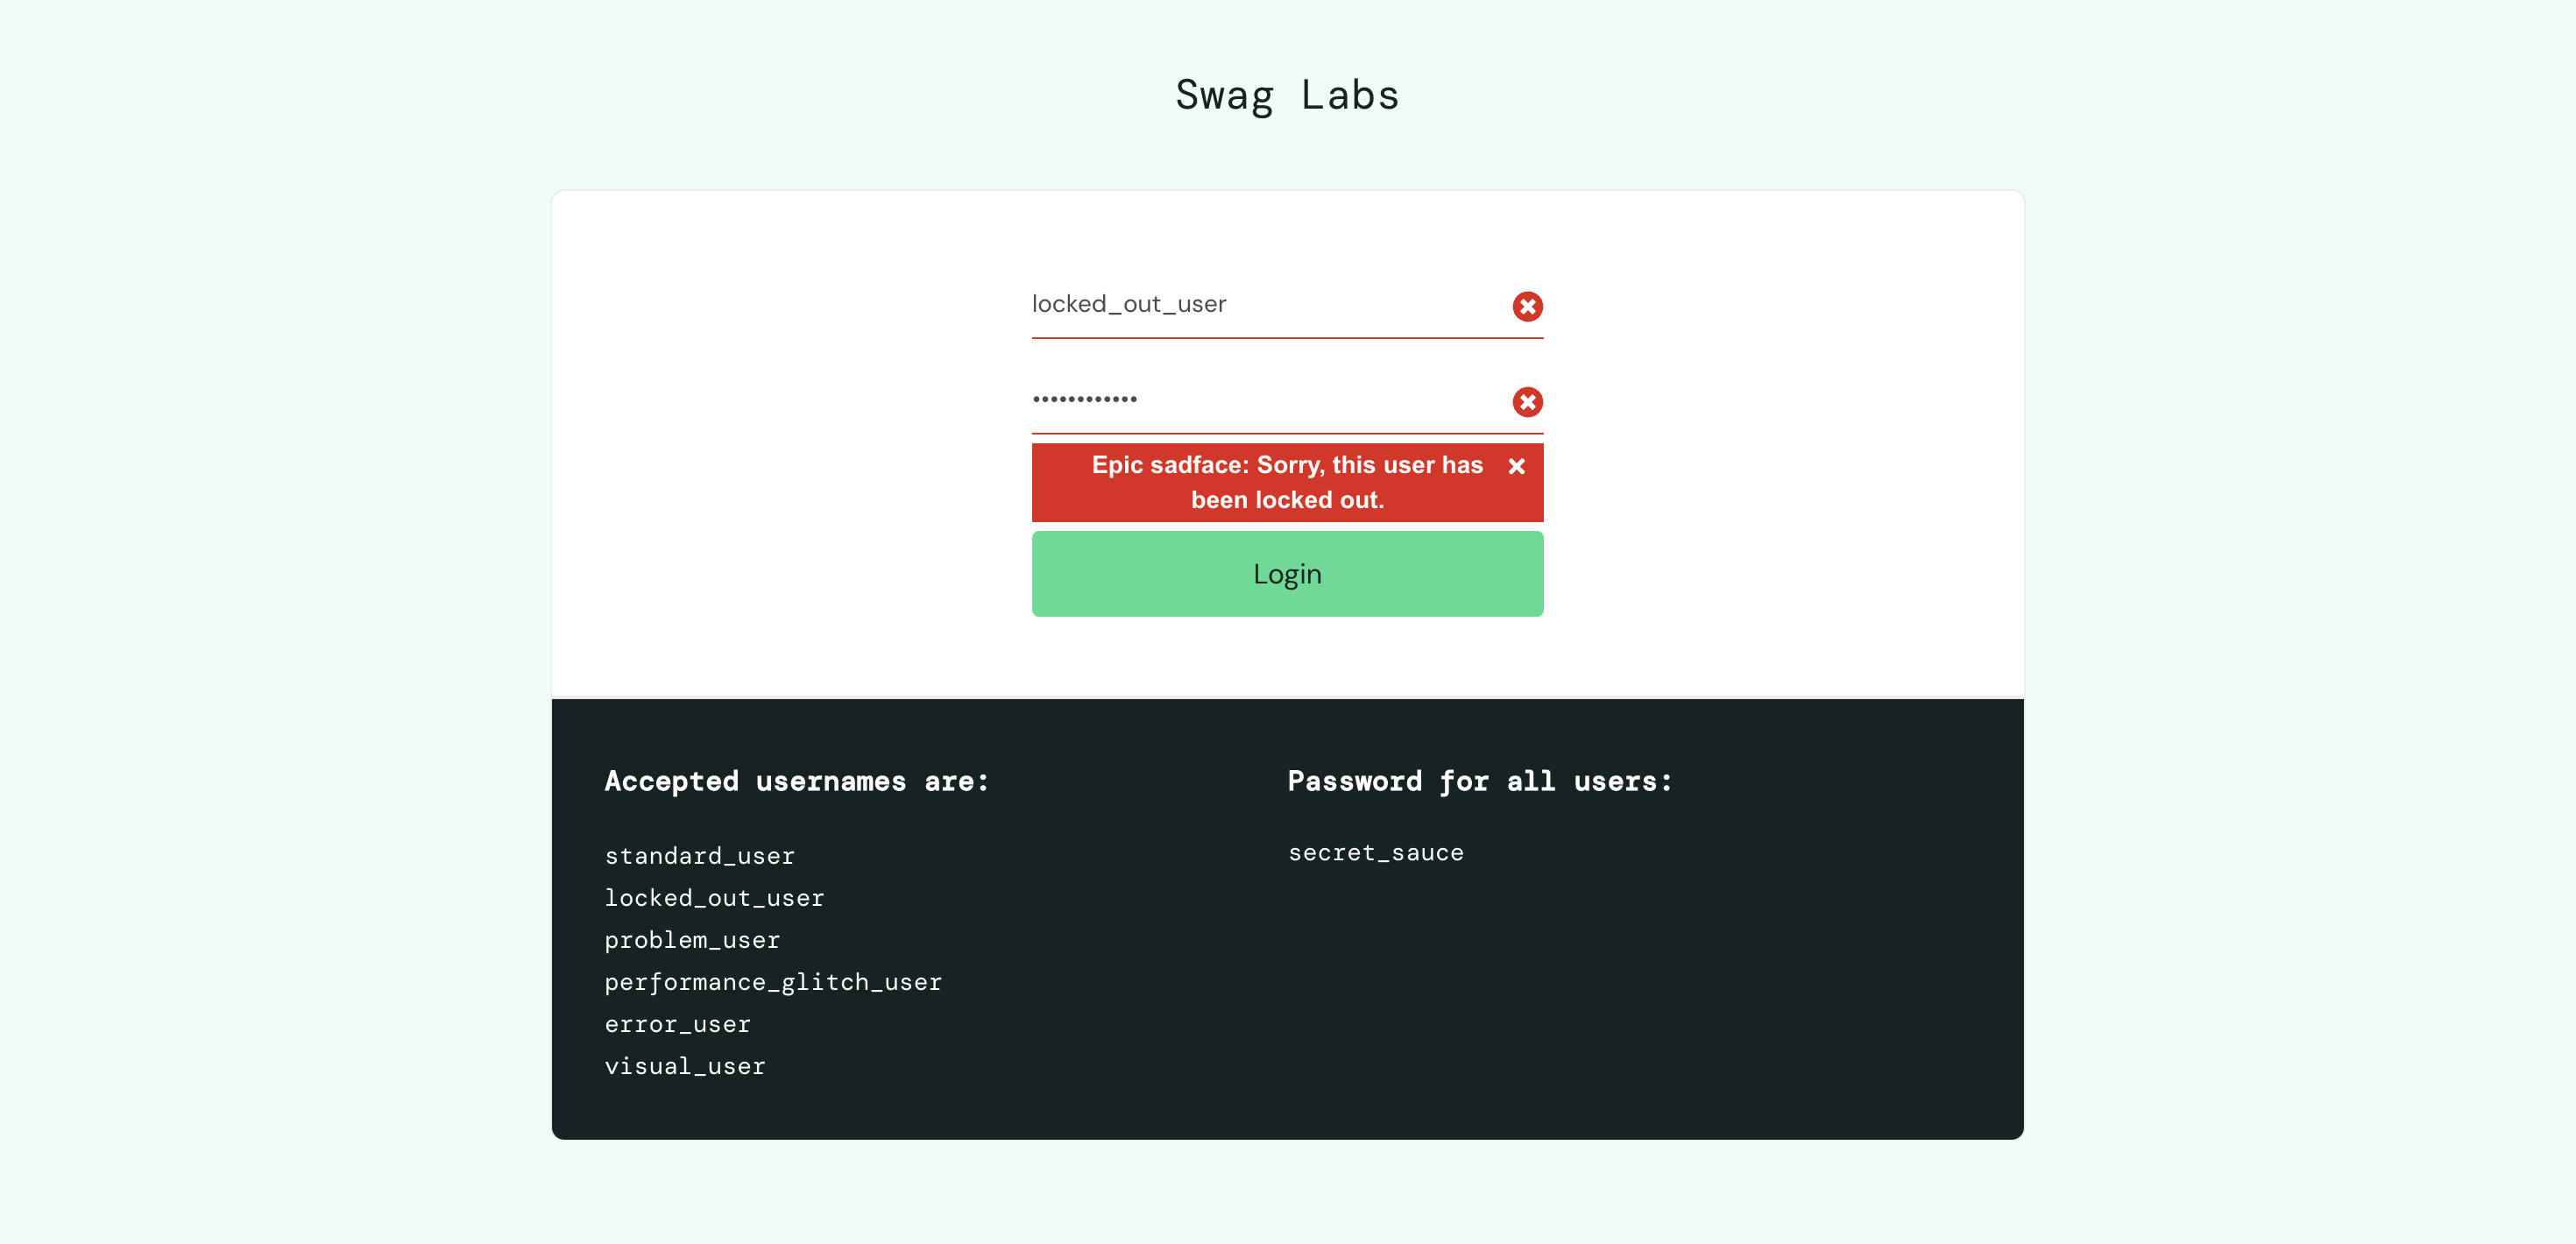 Swag Labs
locked_out_user
••••••••••••
Epic sadface: Sorry, this user has
been locked out.
Login
Accepted usernames are:
standard_user
locked_out_user
problem_user
performance_glitch_user
error_user
visual_user
Password for all users:
secret_sauce